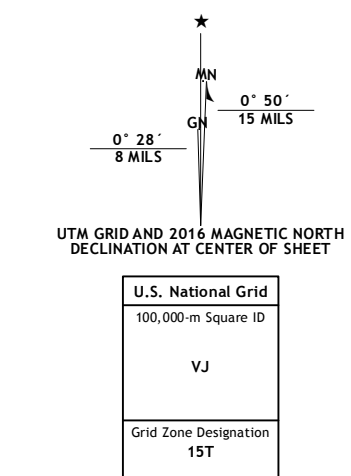 ★
MN
0° 50´
15 MILS
GN
0° 28´
8 MILS
UTM GRID AND 2016 MAGNETIC NORTH
DECLINATION AT CENTER OF SHEET
U.S. National Grid
100,000-m Square ID
VJ
Grid Zone Designation
15T